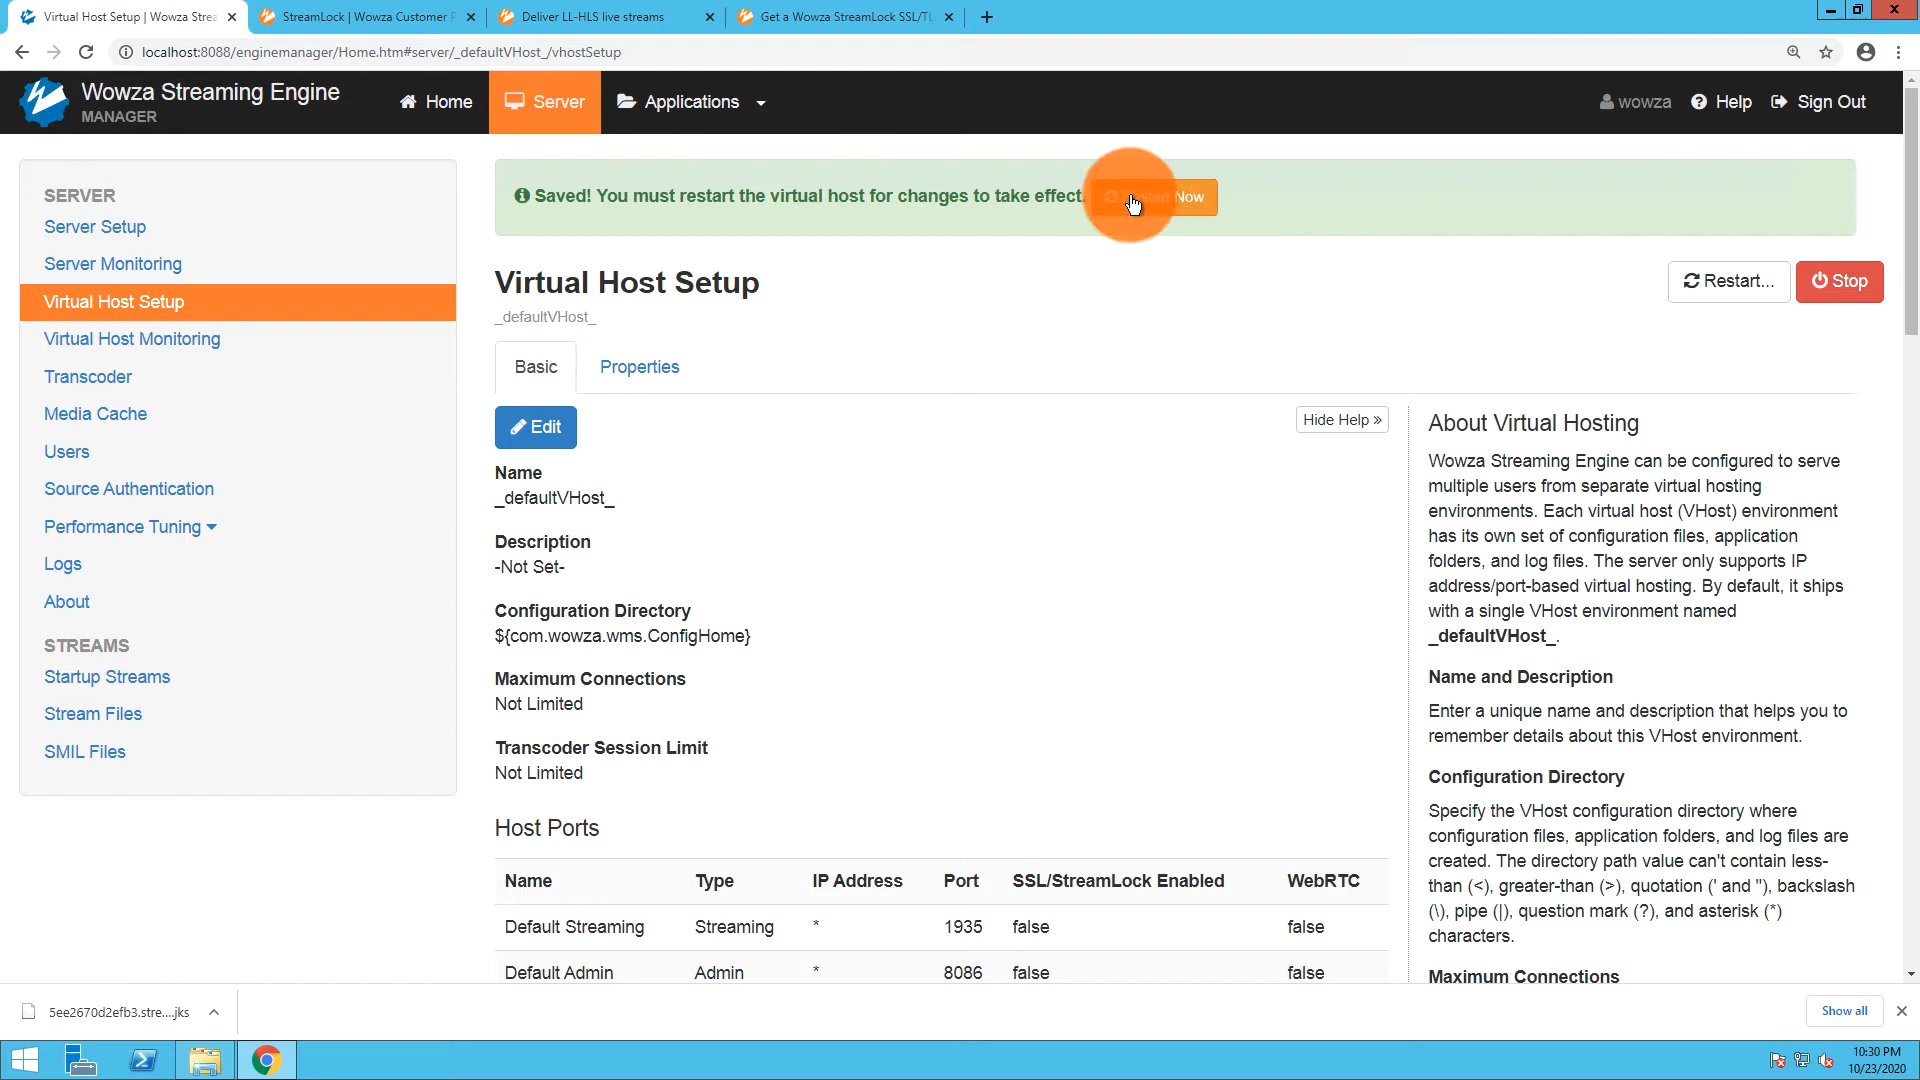 Virtual Host Setup | Wowza Strea
StreamLock | Wowza Customer P
Deliver LL-HLS live streams
Get a Wowza StreamLock SSL/TL
localhost:8088/enginemanager/Home.htm#server/_defaultVHost_/vhostSetup
Wowza Streaming Engine
MANAGER
Home
Server
Applications
wowza
Help
Sign Out
SERVER
Server Setup
Server Monitoring
Virtual Host Setup
Virtual Host Monitoring
Transcoder
Media Cache
Users
Source Authentication
Performance Tuning
Logs
About
STREAMS
Startup Streams
Stream Files
SMIL Files
Saved! You must restart the virtual host for changes to take effect.
Restart Now
Virtual Host Setup
_defaultVHost_
Restart...
Stop
Basic
Properties
Edit
Hide Help »
Name
_defaultVHost_
Description
-Not Set-
Configuration Directory
${com.wowza.wms.ConfigHome}
Maximum Connections
Not Limited
Transcoder Session Limit
Not Limited
Host Ports
Name Type IP Address Port SSL/StreamLock Enabled WebRTC
Default Streaming Streaming * 1935 false false
Default Admin Admin * 8086 false false
About Virtual Hosting
Wowza Streaming Engine can be configured to serve
multiple users from separate virtual hosting
environments. Each virtual host (VHost) environment
has its own set of configuration files, application
folders, and log files. The server only supports IP
address/port-based virtual hosting. By default, it ships
with a single VHost environment named
_defaultVHost_.
Name and Description
Enter a unique name and description that helps you to
remember details about this VHost environment.
Configuration Directory
Specify the VHost configuration directory where
configuration files, application folders, and log files are
created. The directory path value can't contain less-
than (<), greater-than (>), quotation (' and "), backslash
(\), pipe (|), question mark (?), and asterisk (*)
characters.
Maximum Connections
5ee2670d2efb3.stre....jks
Show all
10:30 PM
10/23/2020